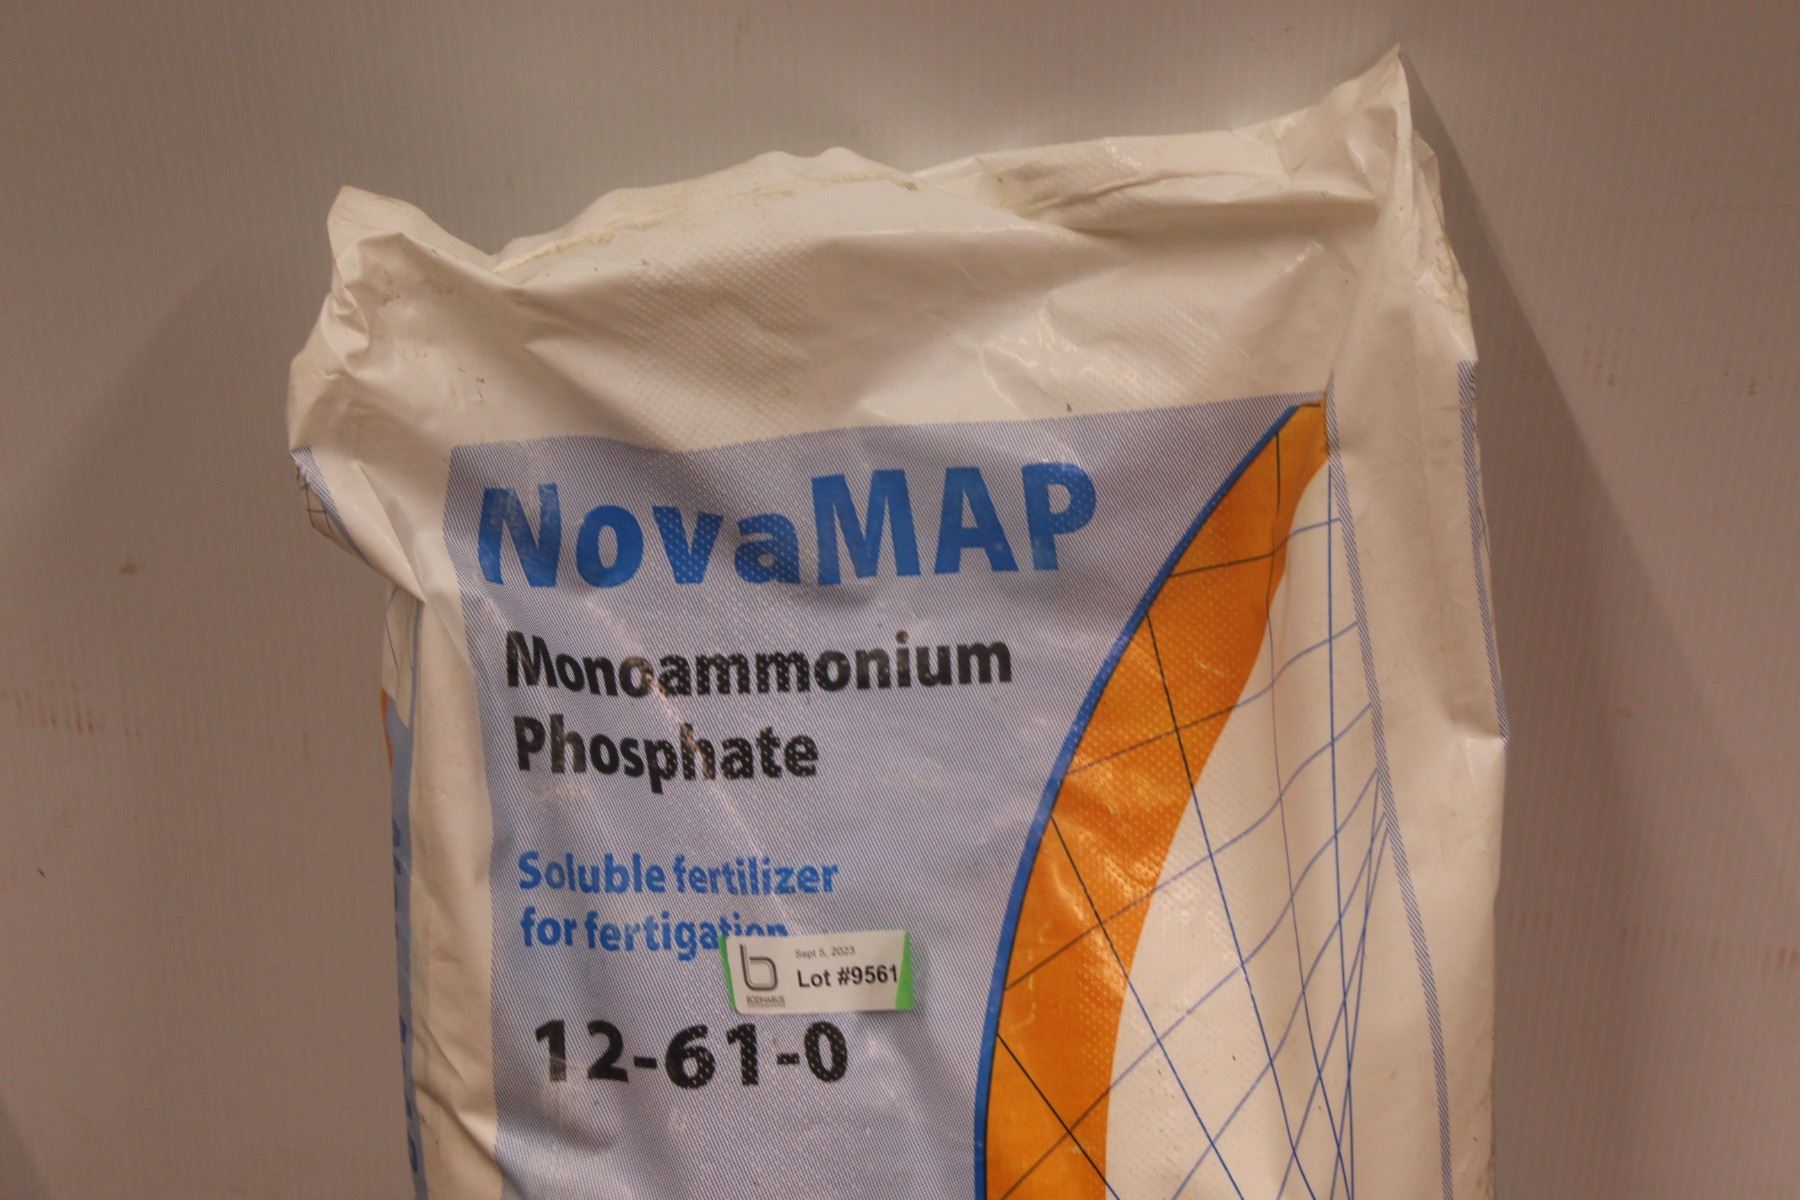 NovaMAP
Monoammonium
Phosphate
Soluble fertilizer
for fertigation
Sept 5, 2023
Lot #9561
12-61-0